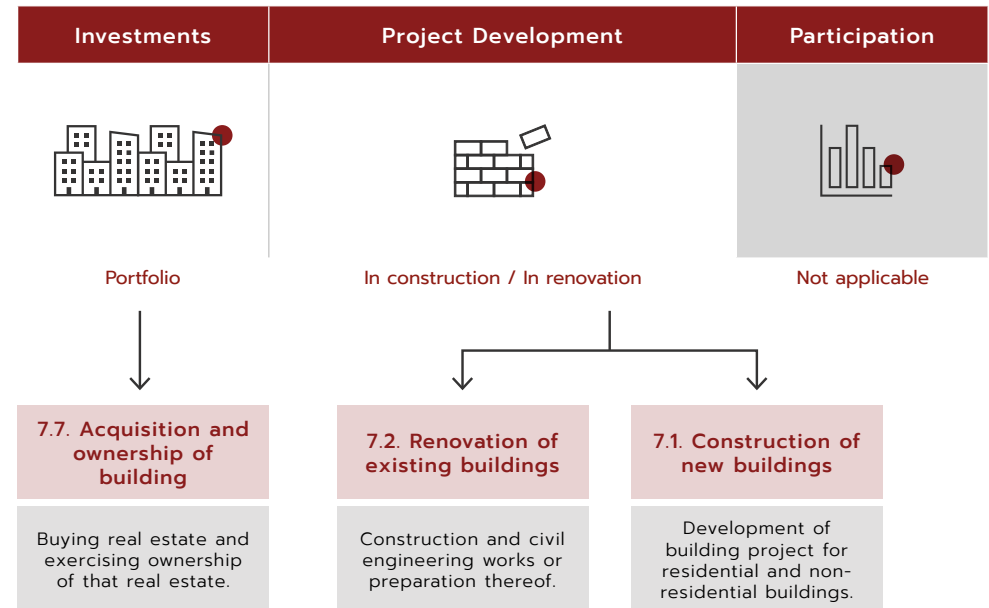 Investments
Project Development
Participation
Portfolio
In construction / In renovation
Not applicable
7.7. Acquisition and
ownership of
building
7.2. Renovation of
existing buildings
7.1. Construction of
new buildings
Buying real estate and
exercising ownership
of that real estate.
Construction and civil
engineering works or
preparation thereof.
Development of
building project for
residential and non-
residential buildings.